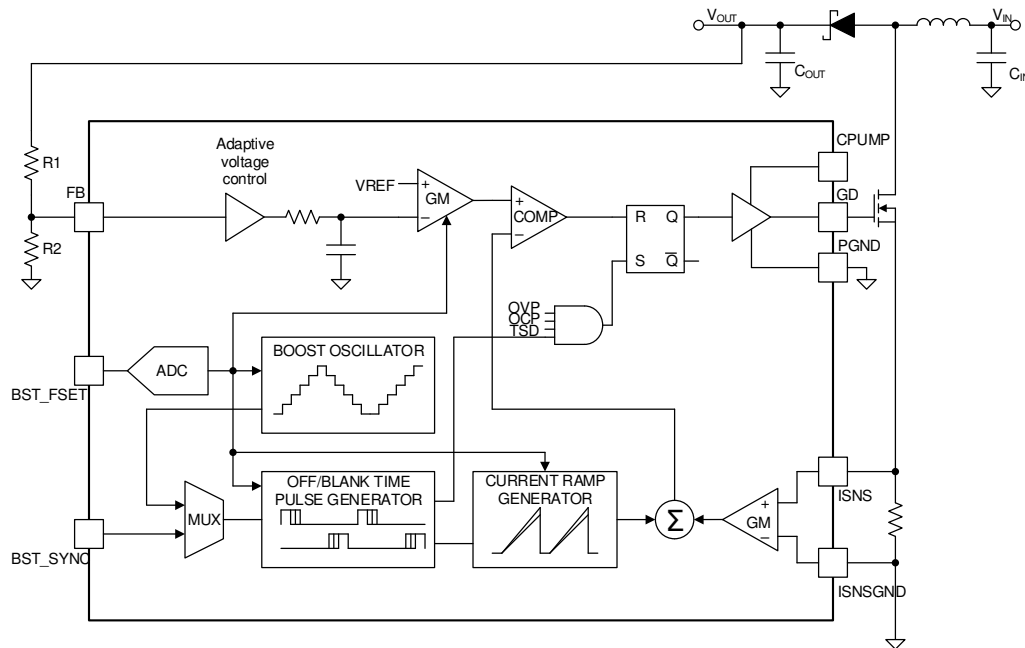 VOUT
VIN
COUT
CIN
R1
Adaptive
voltage
control
CPUMP
FB
VREF
+
GM
−
+
COMP
−
R Q
GD
R2
S Q̅
PGND
OVP
OCP
TSD
ADC
BOOST OSCILLATOR
BST_FSET
OFF/BLANK TIME
PULSE GENERATOR
CURRENT RAMP
GENERATOR
ISNS
MUX
Σ
+
GM
−
BST_SYNC
ISNSGND